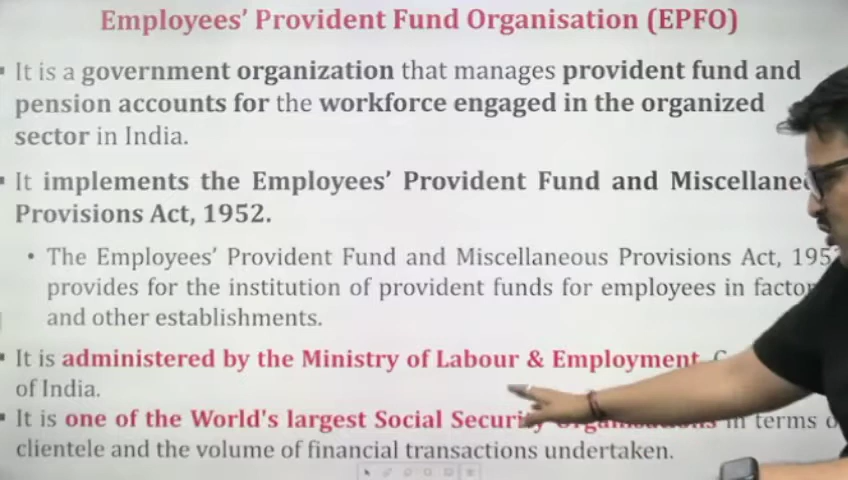 Employees' Provident Fund Organisation (EPFO)
It is a government organization that manages provident fund and
pension accounts for the workforce engaged in the organized
sector in India.
It implements the Employees' Provident Fund and
Provisions Act, 1952.
• The Employees' Provident Fund and Miscellaneous Provisions Act,
provides for the institution of provident funds for employees in
and other establishments.
It is administered by the Ministry of Labour & Employment,
of India.
It is one of the World's largest Social in terms
clientele and the volume of financial transactions undertaken.